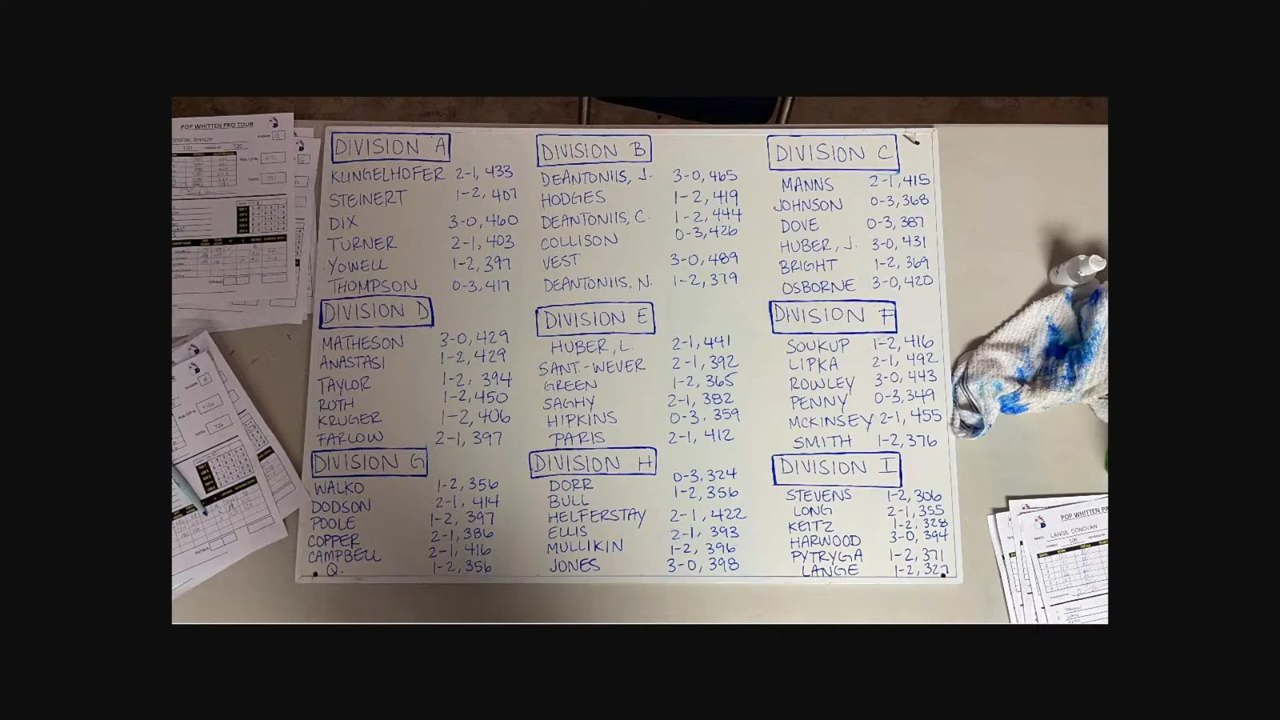 POP WHITTEN PRO TOUR
DIVISION A
KLINGELHOFER 2-1, 433
STEINERT 1-2, 407
DIX 3-0, 460
TURNER 2-1, 403
YOWELL 1-2, 397
THOMPSON 0-3, 417
DIVISION B
DEANTONIIS, J. 3-0, 465
HODGES 1-2, 419
DEANTONIIS, C. 1-2, 444
COLLISON 0-3, 426
VEST 3-0, 489
DEANTONIIS, N. 1-2, 379
DIVISION C
MANNS 2-1, 415
JOHNSON 0-3, 368
DOVE 0-3, 387
HUBER, J. 3-0, 431
BRIGHT 1-2, 369
OSBORNE 3-0, 420
DIVISION D
MATHESON 3-0, 429
ANASTASI 1-2, 429
TAYLOR 1-2, 394
ROTH 1-2, 450
KRUGER 1-2, 406
FARLOW 2-1, 397
DIVISION E
HUBER, L. 2-1, 441
SANT.-WEVER 2-1, 392
GREEN 1-2, 365
SAGHY 2-1, 382
HIPKINS 0-3, 359
PARIS 2-1, 412
DIVISION F
SOUKUP 1-2, 416
LIPKA 2-1, 492
ROWLEY 3-0, 443
PENNY 0-3, 349
MCKINSEY 2-1, 455
SMITH 1-2, 376
DIVISION G
WALKO 1-2, 356
DODSON 2-1, 414
POOLE 1-2, 397
COPPER 2-1, 386
CAMPBELL 2-1, 416
Q. 1-2, 356
DIVISION H
DORR 0-3, 324
BULL 1-2, 356
HELFERSTAY 2-1, 422
ELLIS 2-1, 393
MULLIKIN 1-2, 396
JONES 3-0, 398
DIVISION I
STEVENS 1-2, 306
LONG 2-1, 355
KEITZ 1-2, 328
HARWOOD 3-0, 394
PYTRYGA 1-2, 371
LANGE 1-2, 327
POP WHITTEN PR
LANGE DONOVAN